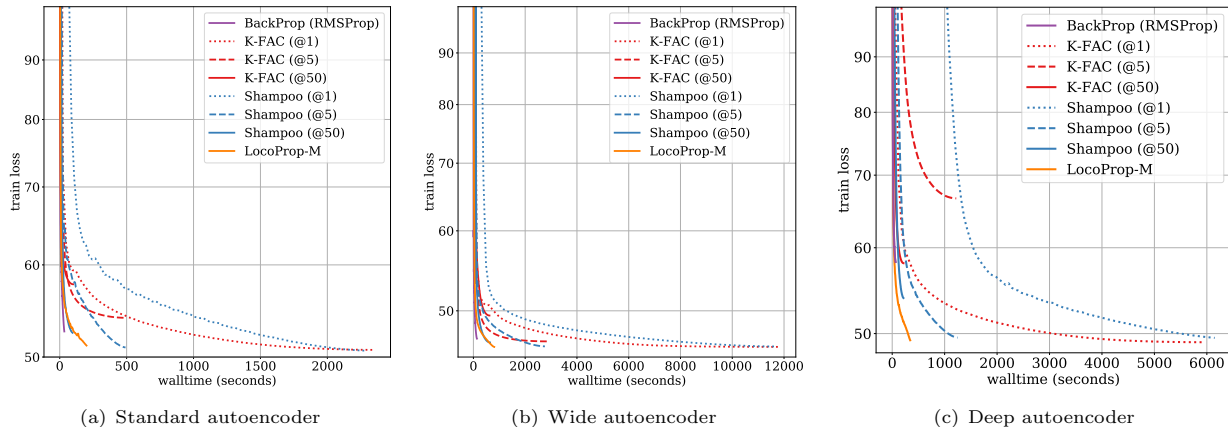 train loss
90
80
70
60
50
0
500
1000
1500
2000
walltime (seconds)
BackProp (RMSProp)
K-FAC (@1)
K-FAC (@5)
K-FAC (@50)
Shampoo (@1)
Shampoo (@5)
Shampoo (@50)
LocoProp-M
(a) Standard autoencoder
train loss
90
80
70
60
50
0
2000
4000
6000
8000
10000
12000
walltime (seconds)
BackProp (RMSProp)
K-FAC (@1)
K-FAC (@5)
K-FAC (@50)
Shampoo (@1)
Shampoo (@5)
Shampoo (@50)
LocoProp-M
(b) Wide autoencoder
train loss
90
80
70
60
50
0
1000
2000
3000
4000
5000
6000
walltime (seconds)
BackProp (RMSProp)
K-FAC (@1)
K-FAC (@5)
K-FAC (@50)
Shampoo (@1)
Shampoo (@5)
Shampoo (@50)
LocoProp-M
(c) Deep autoencoder